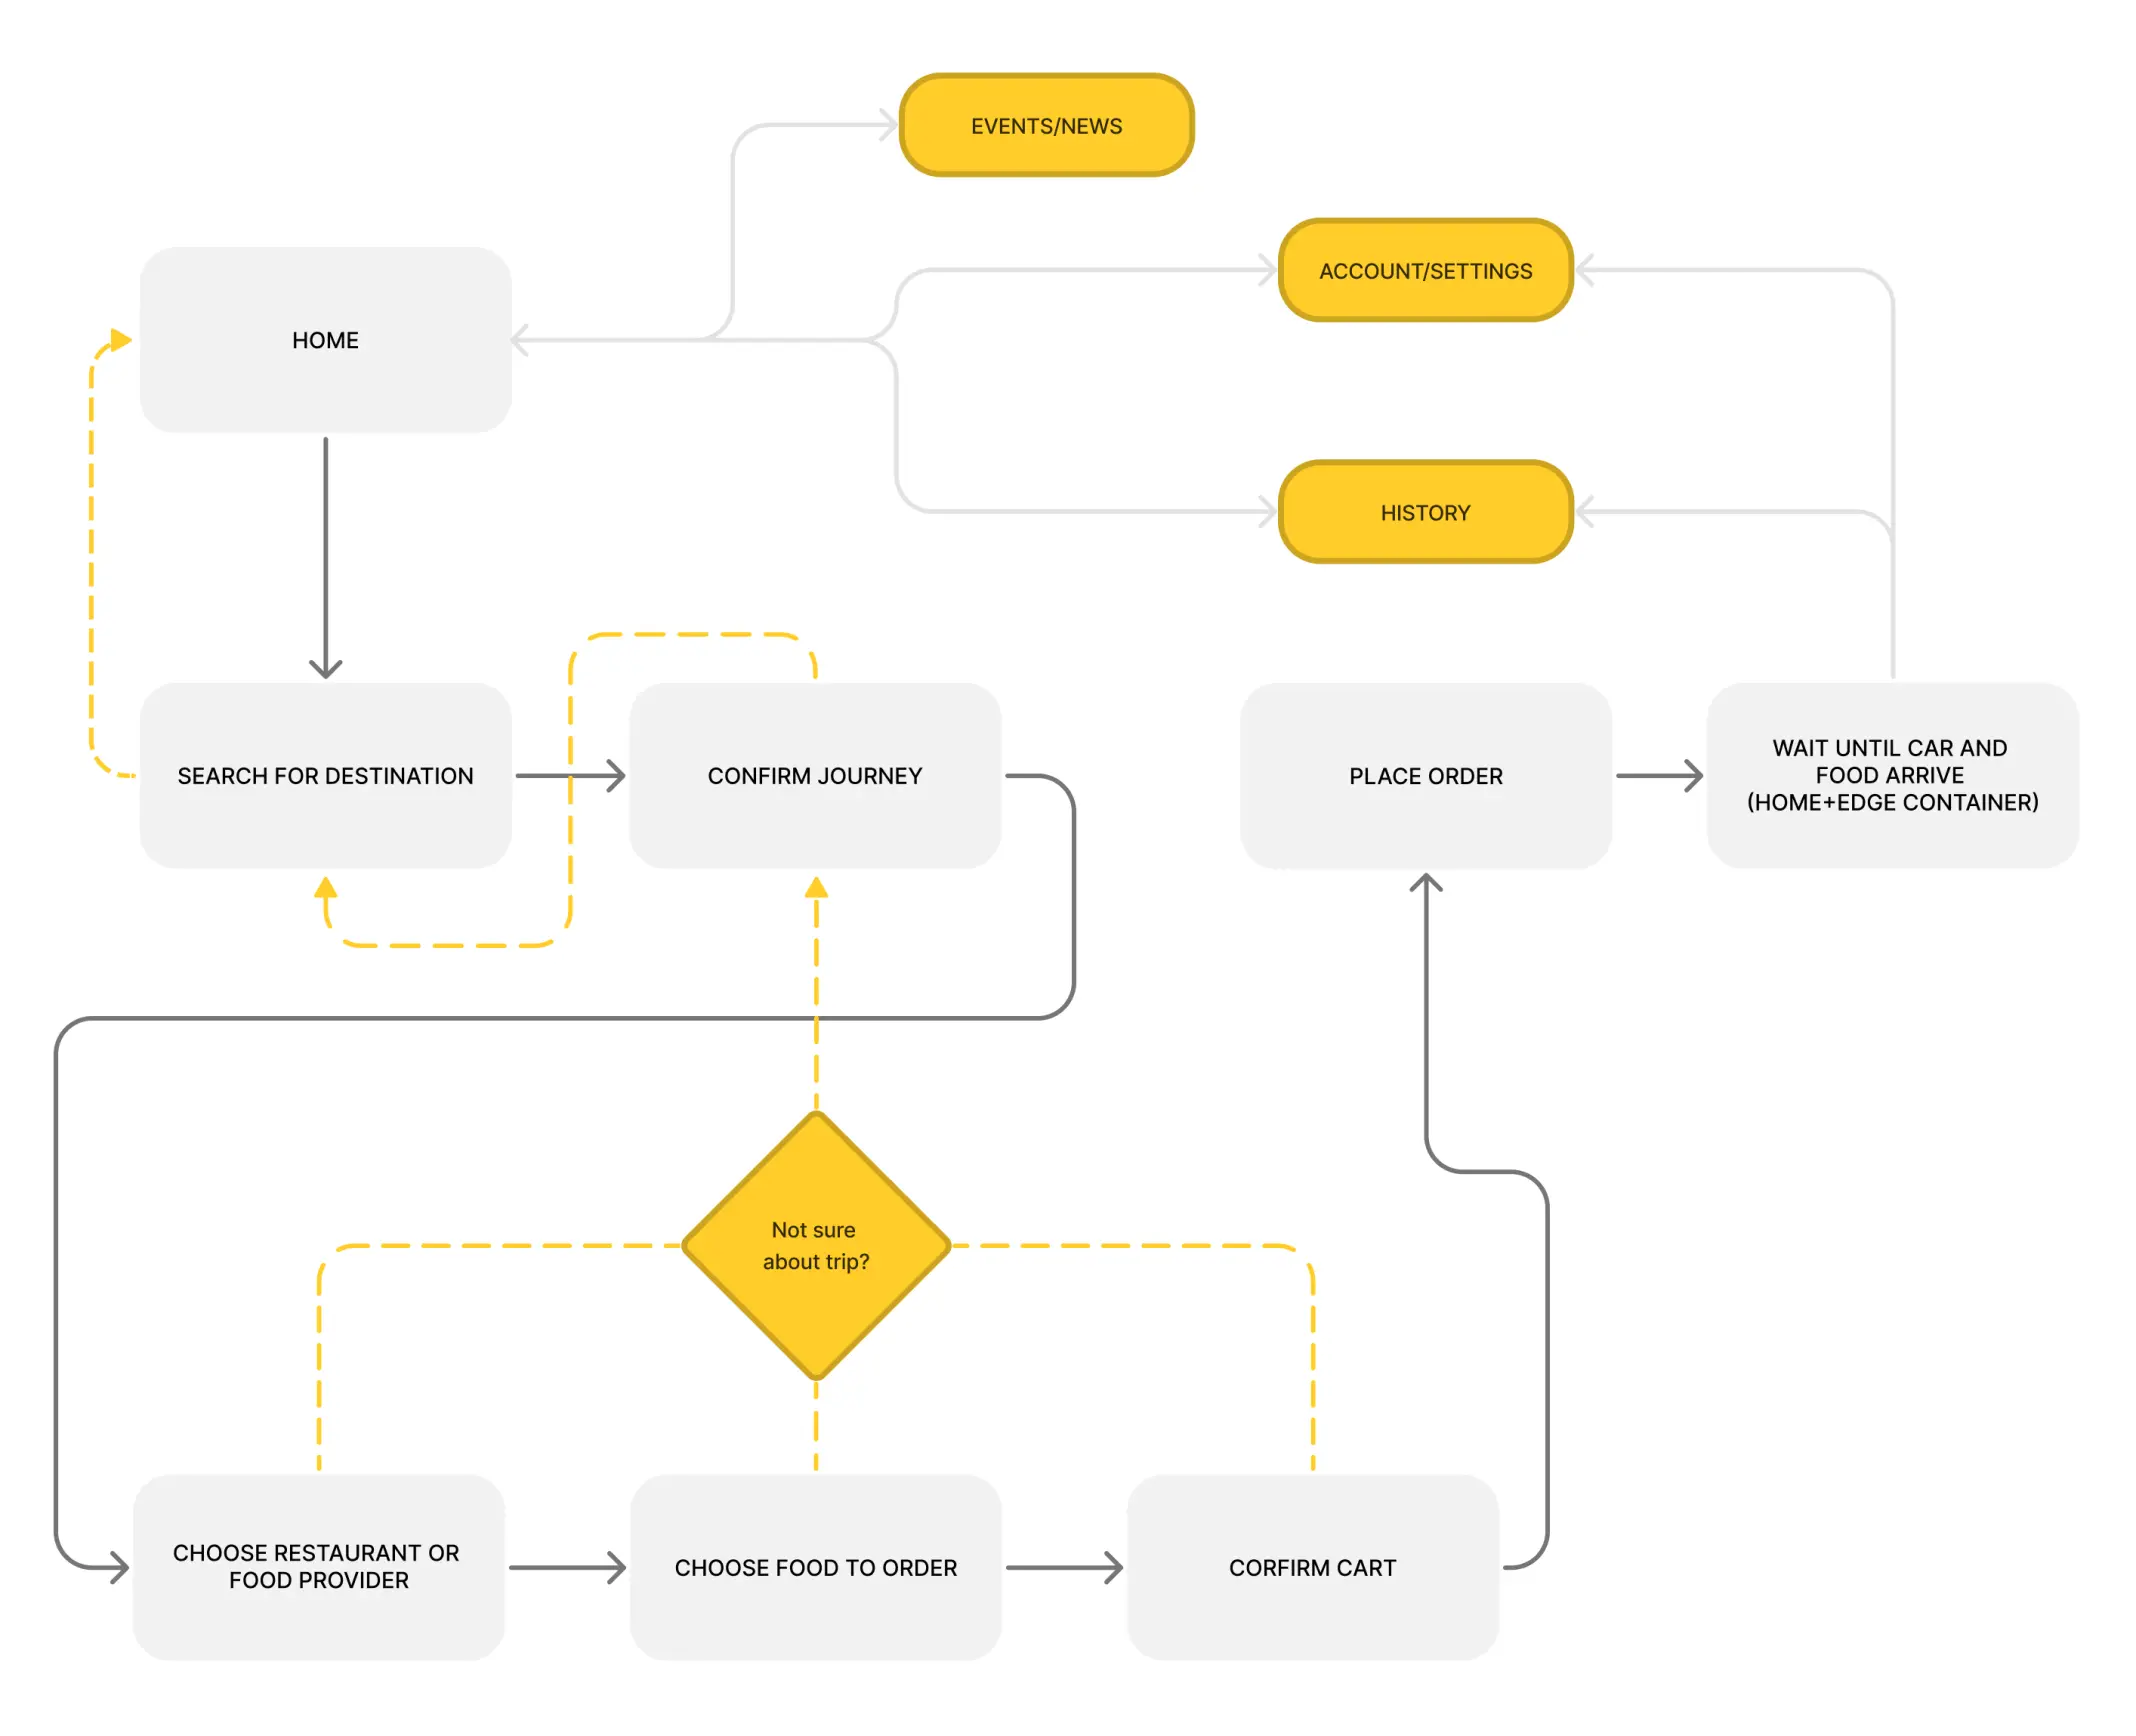 EVENTS/NEWS
ACCOUNT/SETTINGS
HOME
HISTORY
SEARCH FOR DESTINATION
CONFIRM JOURNEY
PLACE ORDER
WAIT UNTIL CAR AND
FOOD ARRIVE
(HOME+EDGE CONTAINER)
Not sure
about trip?
CHOOSE RESTAURANT OR
FOOD PROVIDER
CHOOSE FOOD TO ORDER
CORFIRM CART